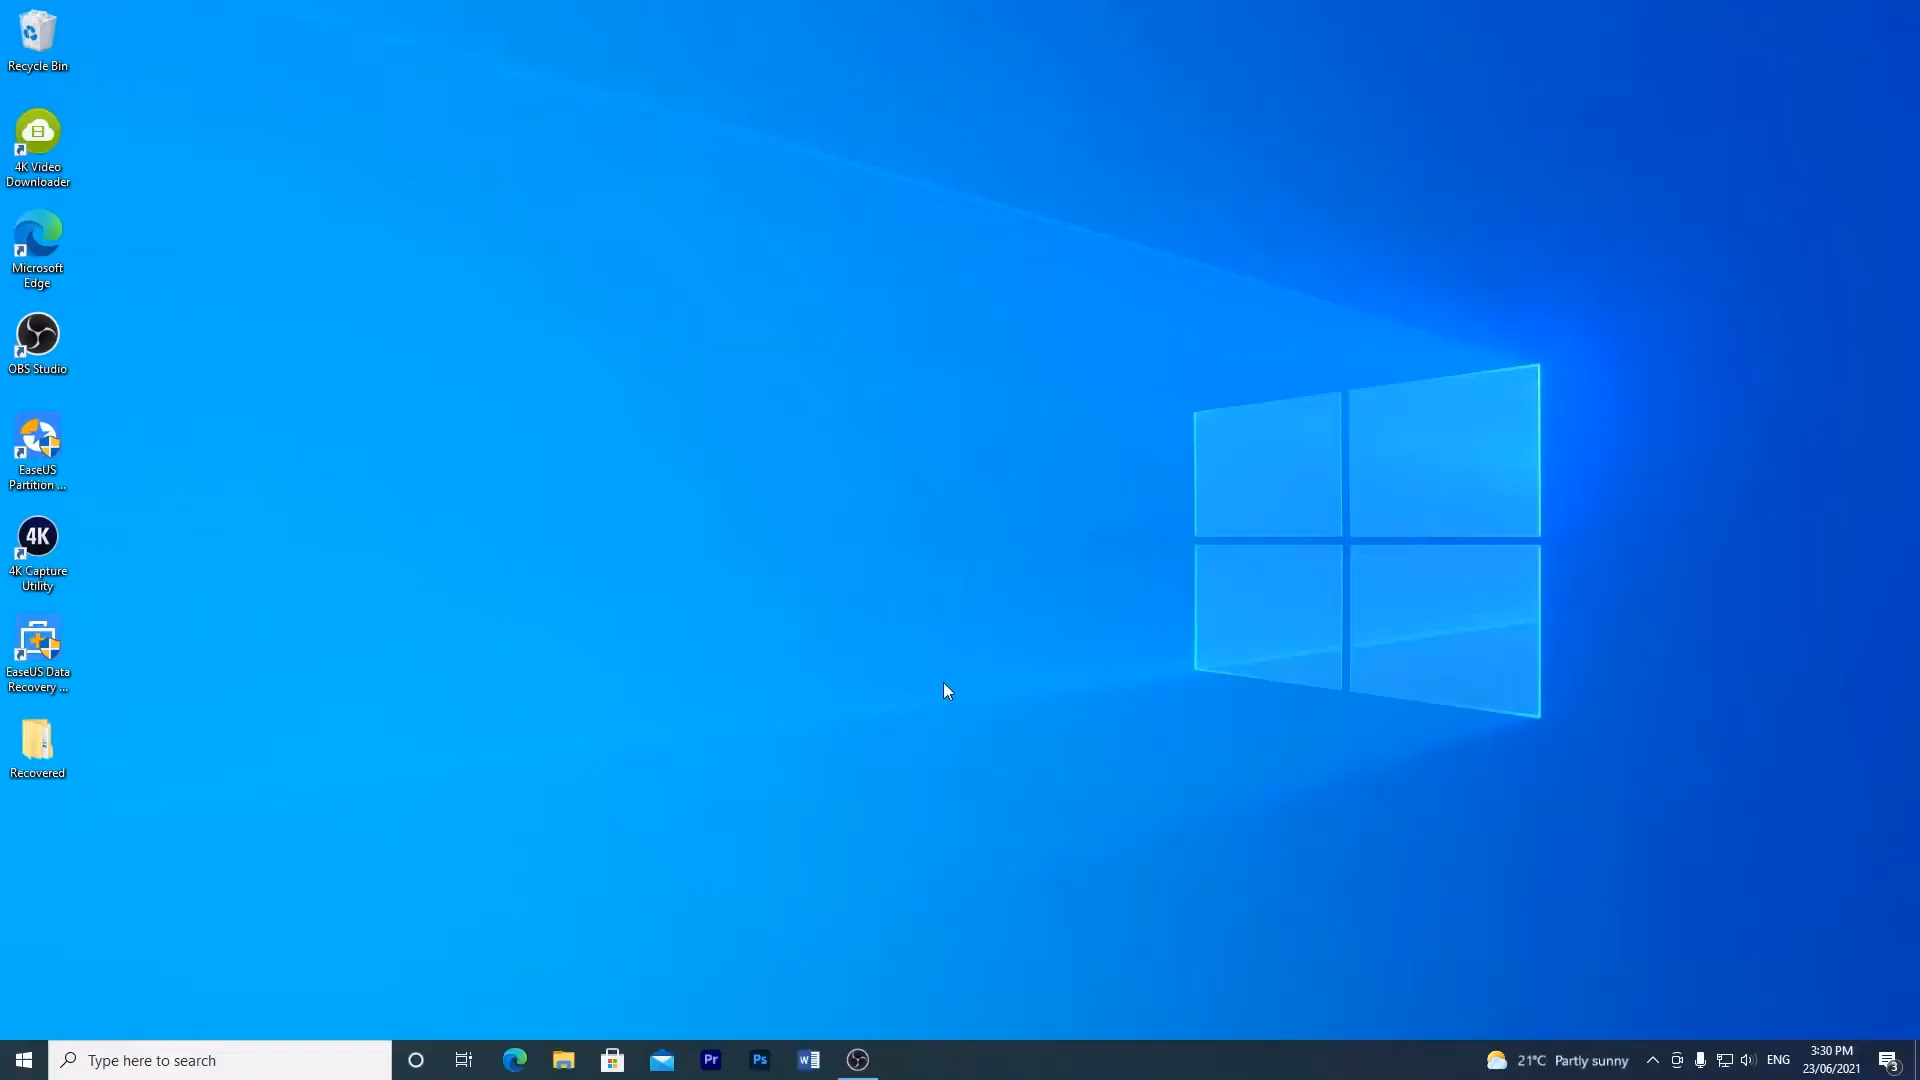 Recycle Bin
4K Video
Downloader
Microsoft
Edge
OBS Studio
EaseUS
Partition ...
4K
4K Capture
Utility
EaseUS Data
Recovery ...
Recovered
Type here to search
Pr
Ps
W
21°C Partly sunny
ENG
3:30 PM
23/06/2021
3